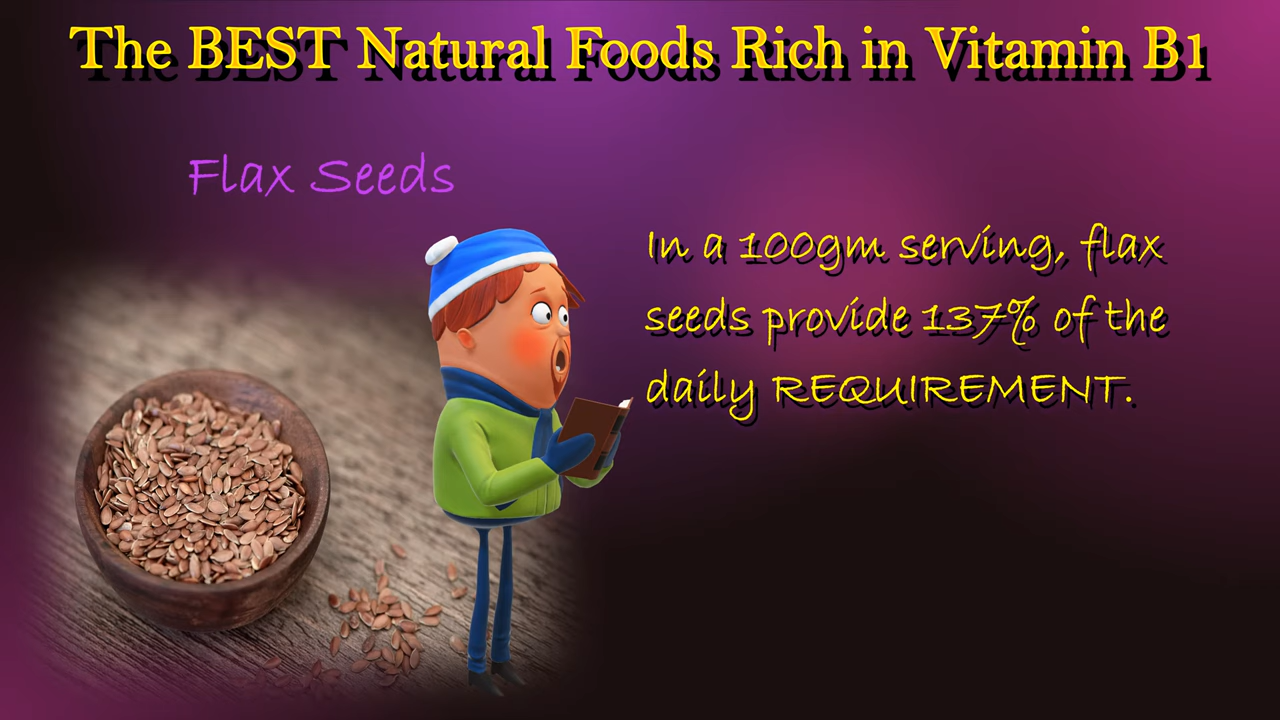 The BEST Natural Foods Rich in Vitamin B1
Flax Seeds
In a 100gm serving, flax
seeds provide 137% of the
daily REQUIREMENT.